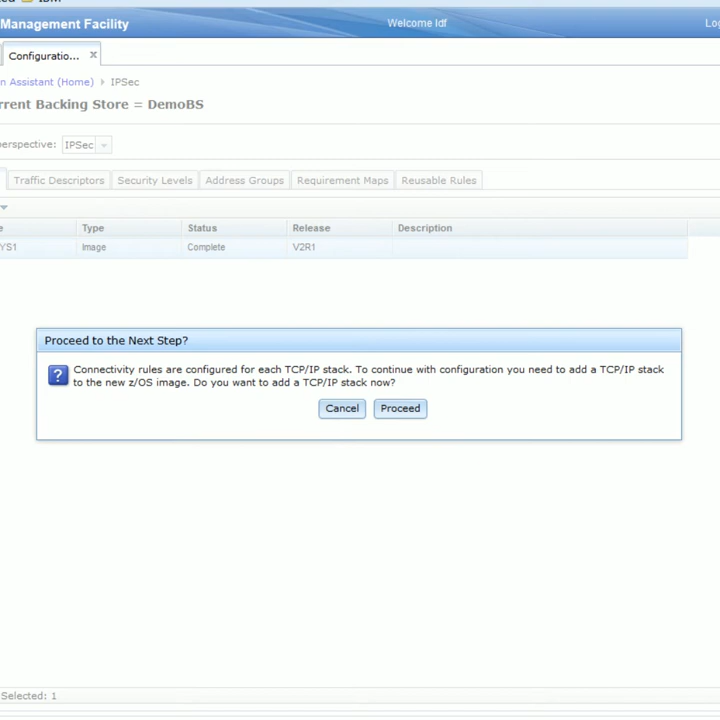 Management Facility
Welcome ldf
Configuratio...
n Assistant (Home) IPSec
rrent Backing Store = DemoBS
erspective: IPSec
Traffic Descriptors Security Levels Address Groups Requirement Maps Reusable Rules
e Type Status Release Description
YS1 Image Complete V2R1
Proceed to the Next Step?
Connectivity rules are configured for each TCP/IP stack. To continue with configuration you need to add a TCP/IP stack
to the new z/OS image. Do you want to add a TCP/IP stack now?
Cancel Proceed
Selected: 1